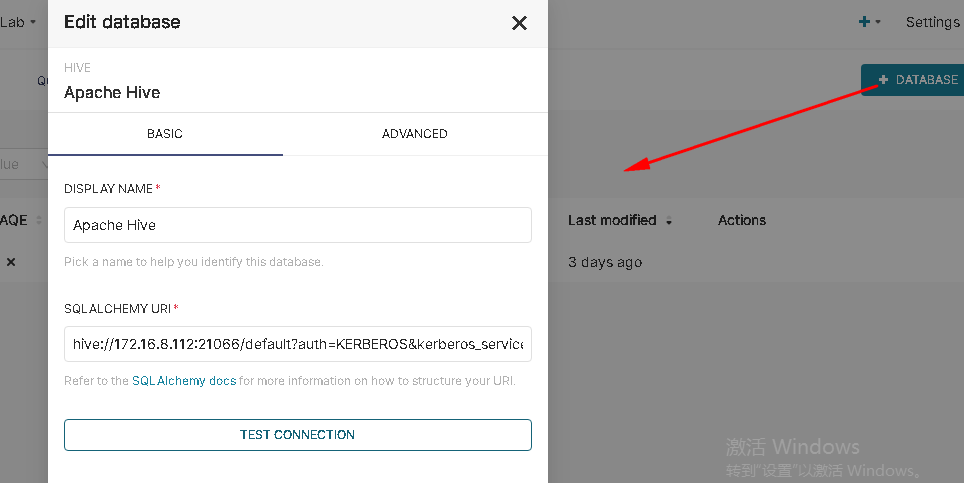 Lab
Edit database
Settings
HIVE
Apache Hive
DATABASE
BASIC
ADVANCED
lue
DISPLAY NAME *
AQE
Apache Hive
Last modified
Actions
Pick a name to help you identify this database.
3 days ago
SQLALCHEMY URI *
hive://172.16.8.112:21066/default?auth=KERBEROS&kerberos_service
Refer to the SQLAlchemy docs for more information on how to structure your URI.
TEST CONNECTION
激活 Windows
转到"设置"以激活 Windows。